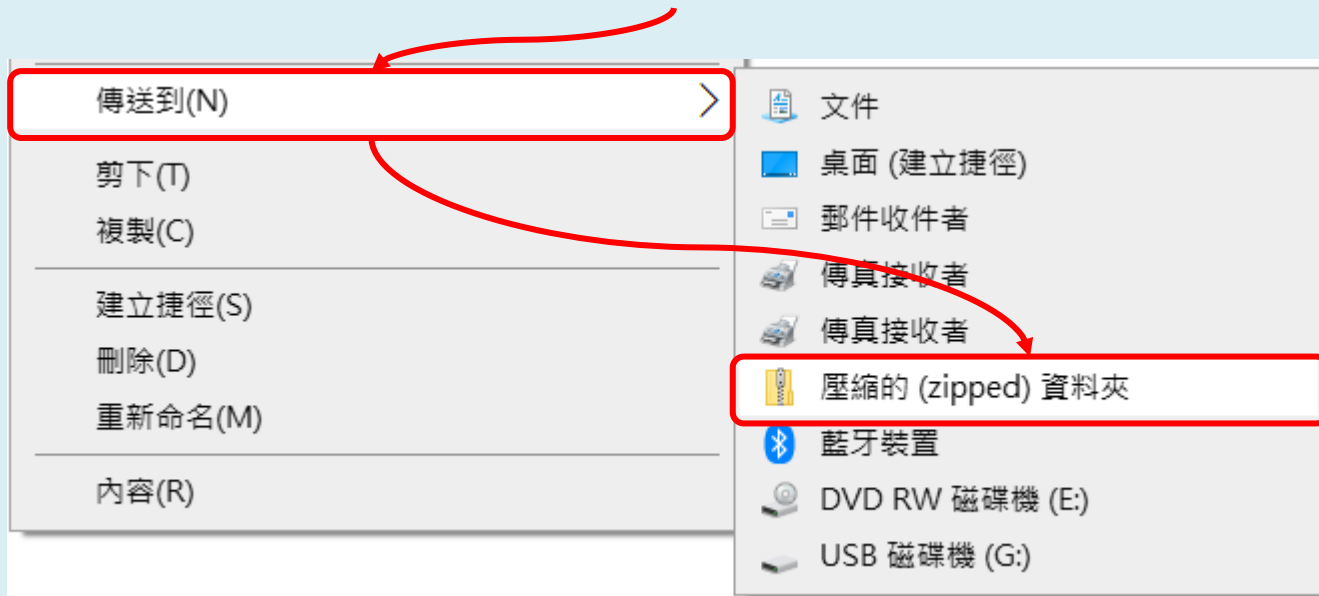 傳送到(N)
剪下(T)
複製(C)
建立捷徑(S)
刪除(D)
重新命名(M)
內容(R)
文件
桌面 (建立捷徑)
郵件收件者
傳真接收者
傳真接收者
壓縮的 (zipped) 資料夾
藍牙裝置
DVD RW 磁碟機 (E:)
USB 磁碟機 (G:)